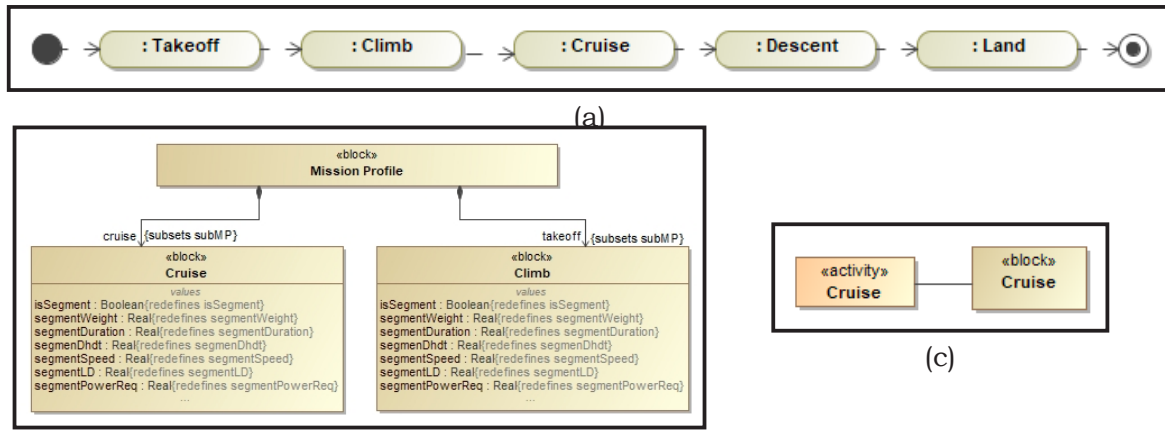 : Takeoff
: Climb
: Cruise
: Descent
: Land
(a)
«block»
Mission Profile
cruise {subsets subMP}
takeoff {subsets subMP}
«block»
Cruise
values
isSegment : Boolean{redefines isSegment}
segmentWeight : Real{redefines segmentWeight}
segmentDuration : Real{redefines segmentDuration}
segmenDhdt : Real{redefines segmenDhdt}
segmentSpeed : Real{redefines segmentSpeed}
segmentLD : Real{redefines segmentLD}
segmentPowerReq : Real{redefines segmentPowerReq}
...
«block»
Climb
values
isSegment : Boolean{redefines isSegment}
segmentWeight : Real{redefines segmentWeight}
segmentDuration : Real{redefines segmentDuration}
segmenDhdt : Real{redefines segmenDhdt}
segmentSpeed : Real{redefines segmentSpeed}
segmentLD : Real{redefines segmentLD}
segmentPowerReq : Real{redefines segmentPowerReq}
...
«activity»
Cruise
«block»
Cruise
(c)